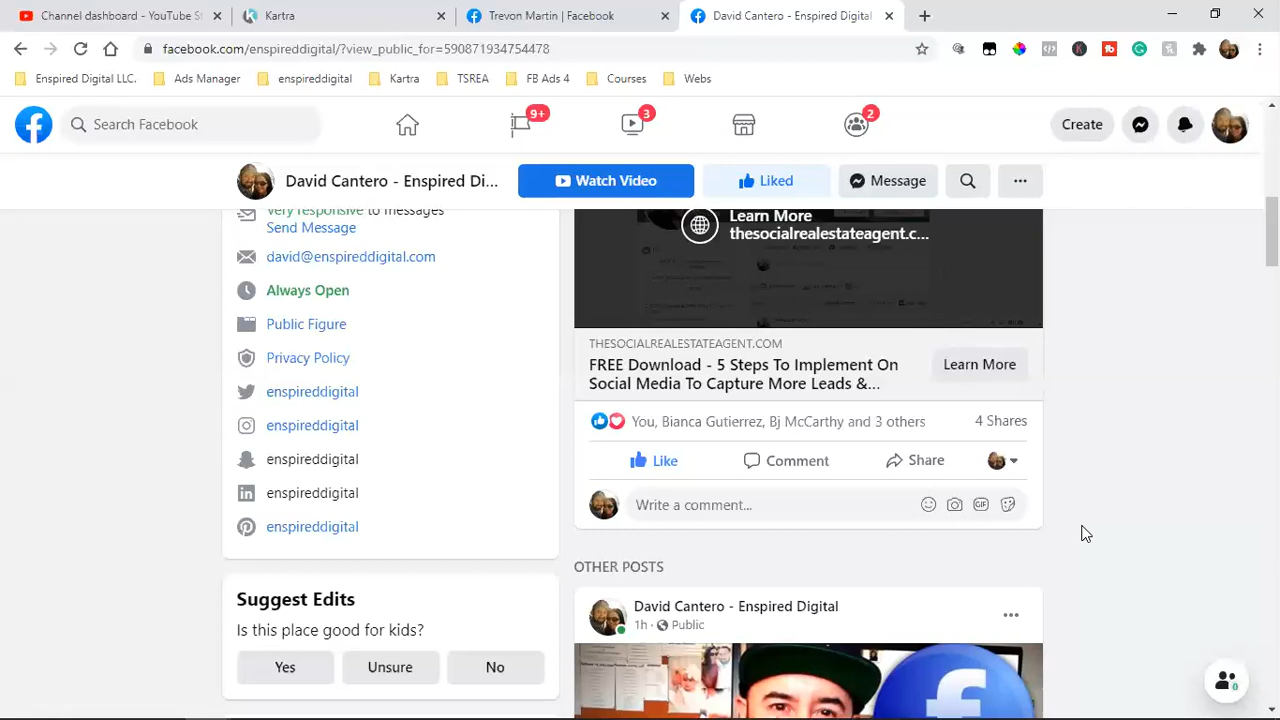 Channel dashboard - YouTube St
Kartra
Trevon Martin | Facebook
David Cantero - Enspired Digital
facebook.com/enspireddigital/?view_public_for=590871934754478
Enspired Digital LLC.
Ads Manager
enspireddigital
Kartra
TSREA
FB Ads 4
Courses
Webs
Search Facebook
9+
3
2
Create
David Cantero - Enspired Di...
Watch Video
Liked
Message
Very responsive to messages
Send Message
david@enspireddigital.com
Always Open
Public Figure
Privacy Policy
enspireddigital
enspireddigital
enspireddigital
enspireddigital
enspireddigital
Suggest Edits
Is this place good for kids?
Yes
Unsure
No
Learn More
thesocialrealestateagent.c...
THESOCIALREALESTATEAGENT.COM
FREE Download - 5 Steps To Implement On
Social Media To Capture More Leads &...
Learn More
You, Bianca Gutierrez, Bj McCarthy and 3 others
4 Shares
Like
Comment
Share
Write a comment...
GIF
OTHER POSTS
David Cantero - Enspired Digital
1h · Public